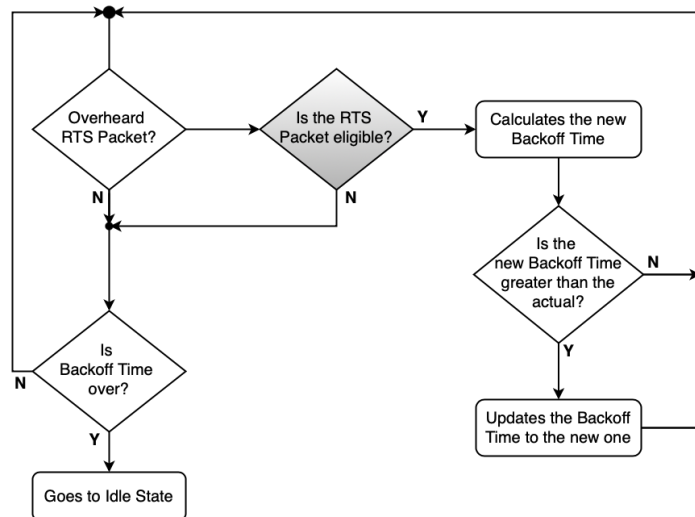 Overheard
RTS Packet?
Is the RTS
Packet eligible?
Y
Calculates the new
Backoff Time
N
N
Is the
new Backoff Time
greater than the
actual?
N
Y
Is
Backoff Time
over?
N
Y
Updates the Backoff
Time to the new one
Goes to Idle State